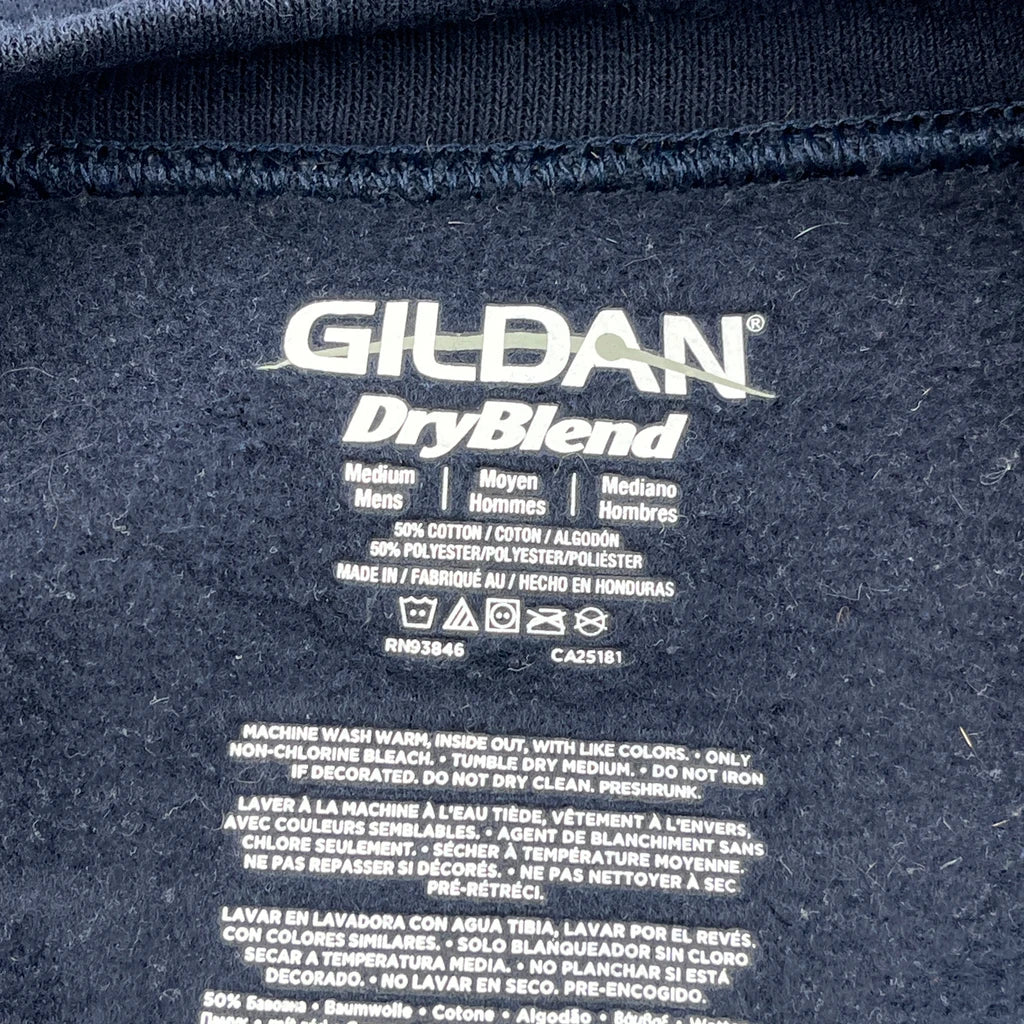 GILDAN®
DryBlend
Medium | Moyen | Mediano
Mens Hommes Hombres
50% COTTON / COTON / ALGODÓN
50% POLYESTER/POLYESTER/POLIÉSTER
MADE IN / FABRIQUÉ AU / HECHO EN HONDURAS
RN93846 CA25181
MACHINE WASH WARM, INSIDE OUT, WITH LIKE COLORS. • ONLY
NON-CHLORINE BLEACH. • TUMBLE DRY MEDIUM. • DO NOT IRON
IF DECORATED. DO NOT DRY CLEAN. PRESHRUNK.
LAVER À LA MACHINE À L'EAU TIÈDE, VÊTEMENT À L'ENVERS,
AVEC COULEURS SEMBLABLES. • AGENT DE BLANCHIMENT SANS
CHLORE SEULEMENT. • SÉCHER À TEMPÉRATURE MOYENNE.
NE PAS REPASSER SI DÉCORÉS. • NE PAS NETTOYER À SEC
PRÉ-RÉTRÉCI.
LAVAR EN LAVADORA CON AGUA TIBIA, LAVAR POR EL REVÉS.
CON COLORES SIMILARES. • SOLO BLANQUEADOR SIN CLORO
SECAR A TEMPERATURA MEDIA. • NO PLANCHAR SI ESTÁ
DECORADO. • NO LAVAR EN SECO. PRE-ENCOGIDO.
50% Бавовна • Baumwolle • Cotone • Algodão • Βάμβαξ •